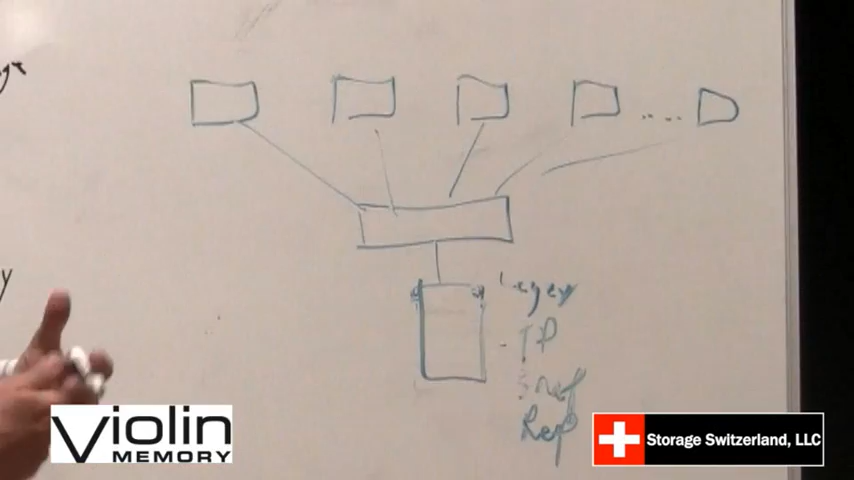 Legacy
- TP
Snap
Rep
Violin
MEMORY
Storage Switzerland, LLC